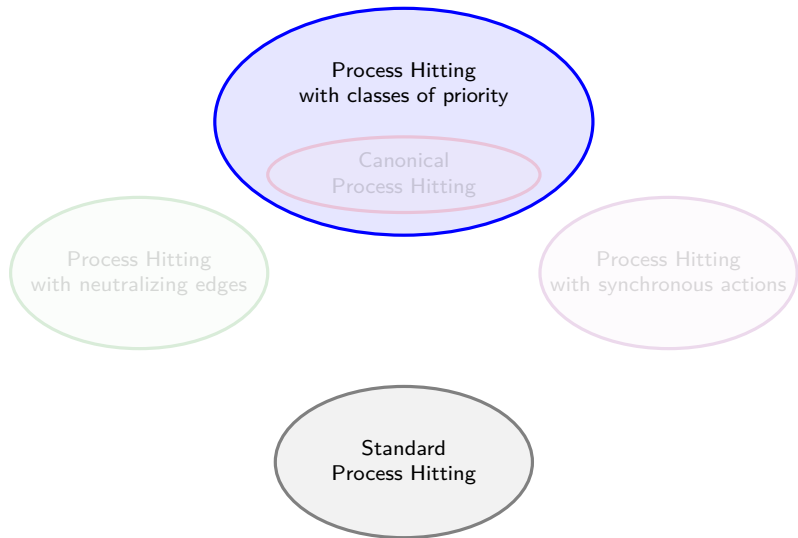 Process Hitting
with classes of priority
Canonical
Process Hitting
Process Hitting
with neutralizing edges
Process Hitting
with synchronous actions
Standard
Process Hitting